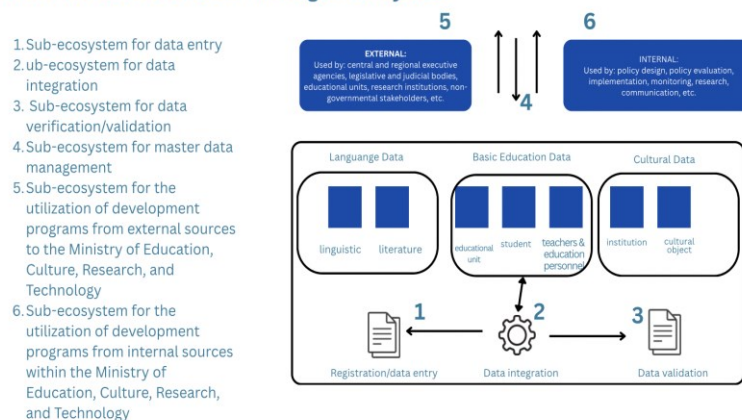 1. Sub-ecosystem for data entry
2. ub-ecosystem for data
integration
3. Sub-ecosystem for data
verification/validation
4. Sub-ecosystem for master data
management
5. Sub-ecosystem for the
utilization of development
programs from external sources
to the Ministry of Education,
Culture, Research, and
Technology
6. Sub-ecosystem for the
utilization of development
programs from internal sources
within the Ministry of
Education, Culture, Research,
and Technology
5
6
EXTERNAL:
Used by: central and regional executive
agencies, legislative and judicial bodies,
educational units, research institutions, non-
governmental stakeholders, etc.
INTERNAL:
Used by: policy design, policy evaluation,
implementation, monitoring, research,
communication, etc.
4
Languange Data
Basic Education Data
Cultural Data
linguistic
literature
educational
unit
student
teachers &
education
personnel
institution
cultural
object
1
2
3
Registration/data entry
Data integration
Data validation